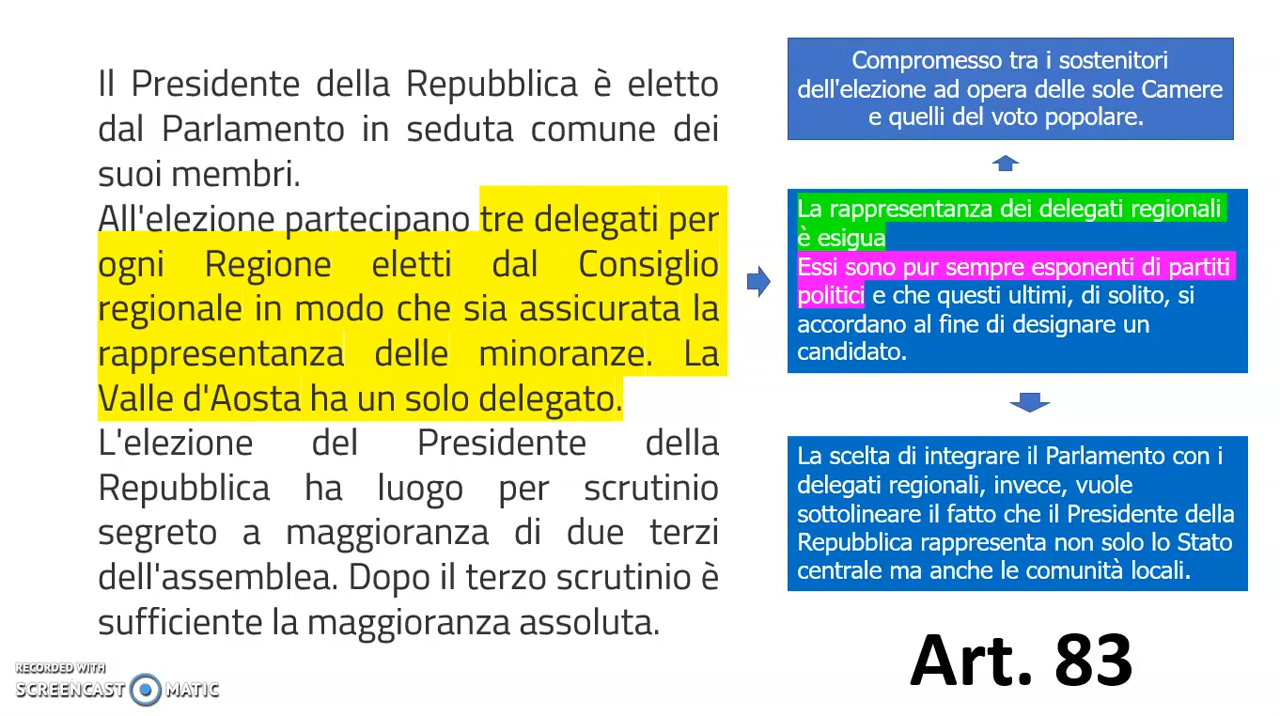 Il Presidente della Repubblica è eletto
dal Parlamento in seduta comune dei
suoi membri.
All'elezione partecipano tre delegati per
ogni Regione eletti dal Consiglio
regionale in modo che sia assicurata la
rappresentanza delle minoranze. La
Valle d'Aosta ha un solo delegato.
L'elezione del Presidente della
Repubblica ha luogo per scrutinio
segreto a maggioranza di due terzi
dell'assemblea. Dopo il terzo scrutinio è
sufficiente la maggioranza assoluta.
Compromesso tra i sostenitori
dell'elezione ad opera delle sole Camere
e quelli del voto popolare.
La rappresentanza dei delegati regionali
è esigua
Essi sono pur sempre esponenti di partiti
politici e che questi ultimi, di solito, si
accordano al fine di designare un
candidato.
La scelta di integrare il Parlamento con i
delegati regionali, invece, vuole
sottolineare il fatto che il Presidente della
Repubblica rappresenta non solo lo Stato
centrale ma anche le comunità locali.
Art. 83
RECORDED WITH
SCREENCAST MATIC